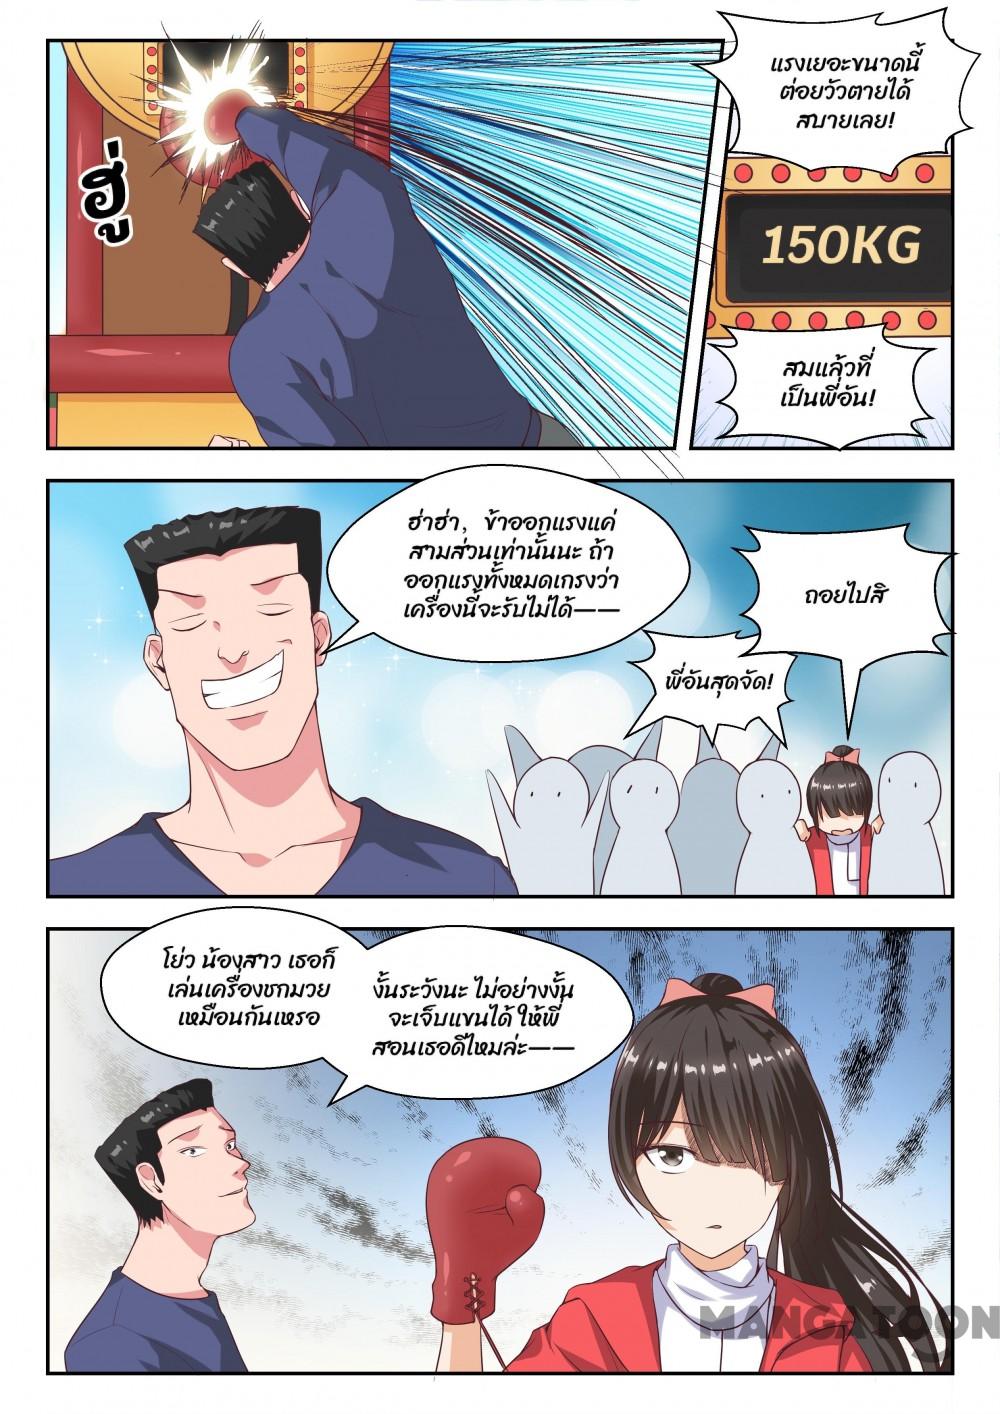 แรงเยอะขนาดนี้
ต่อยวัวตายได้
สบายเลย!
ฮู่
150KG
สมแล้วที่
เป็นพี่อัน!
ฮ่าฮ่า, ข้าออกแรงแค่
สามส่วนเท่านั้นนะ ถ้า
ออกแรงทั้งหมดเกรงว่า
เครื่องนี้จะรับไม่ได้——
ถอยไปสิ
พี่อันสุดจัด!
โย่ว น้องสาว เธอก็
เล่นเครื่องชกมวย
เหมือนกันเหรอ
งั้นระวังนะ ไม่อย่างงั้น
จะเจ็บแขนได้ ให้พี่
สอนเธอดีไหมล่ะ——
MANGATOON